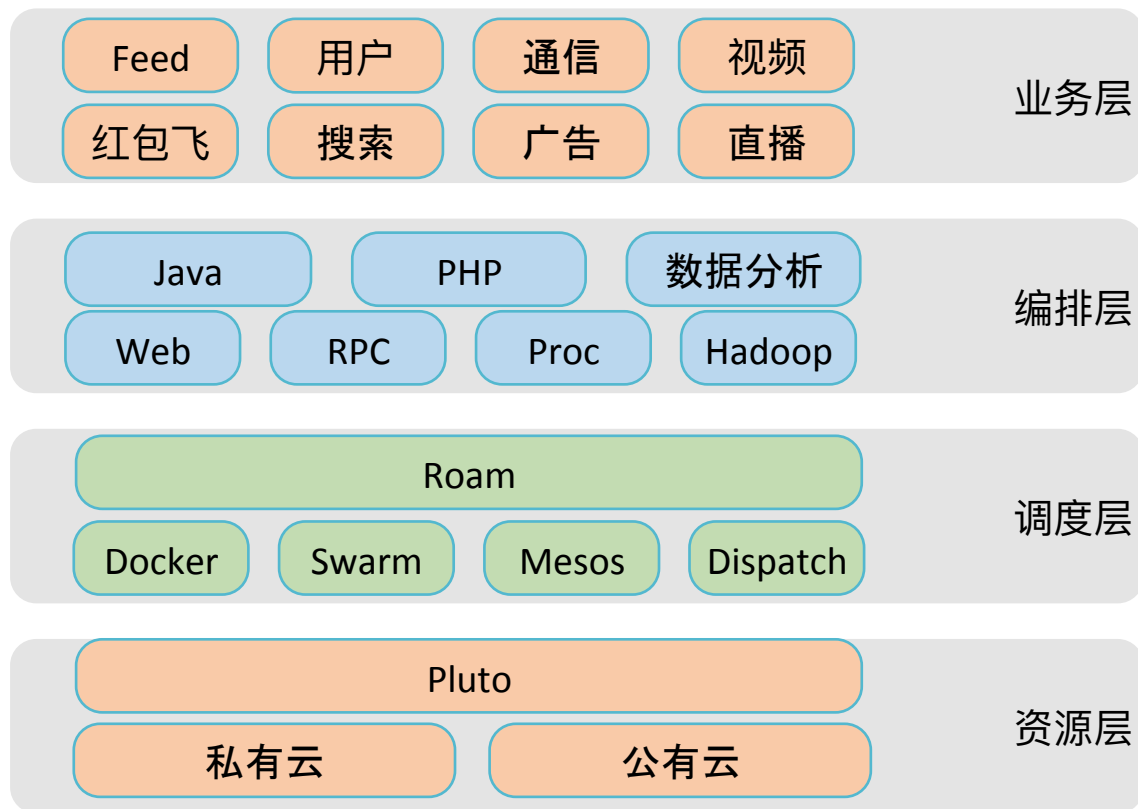 Feed 用户 通信 视频
业务层
红包飞 搜索 广告 直播
Java PHP 数据分析
编排层
Web RPC Proc Hadoop
Roam
调度层
Docker Swarm Mesos Dispatch
Pluto
资源层
私有云 公有云